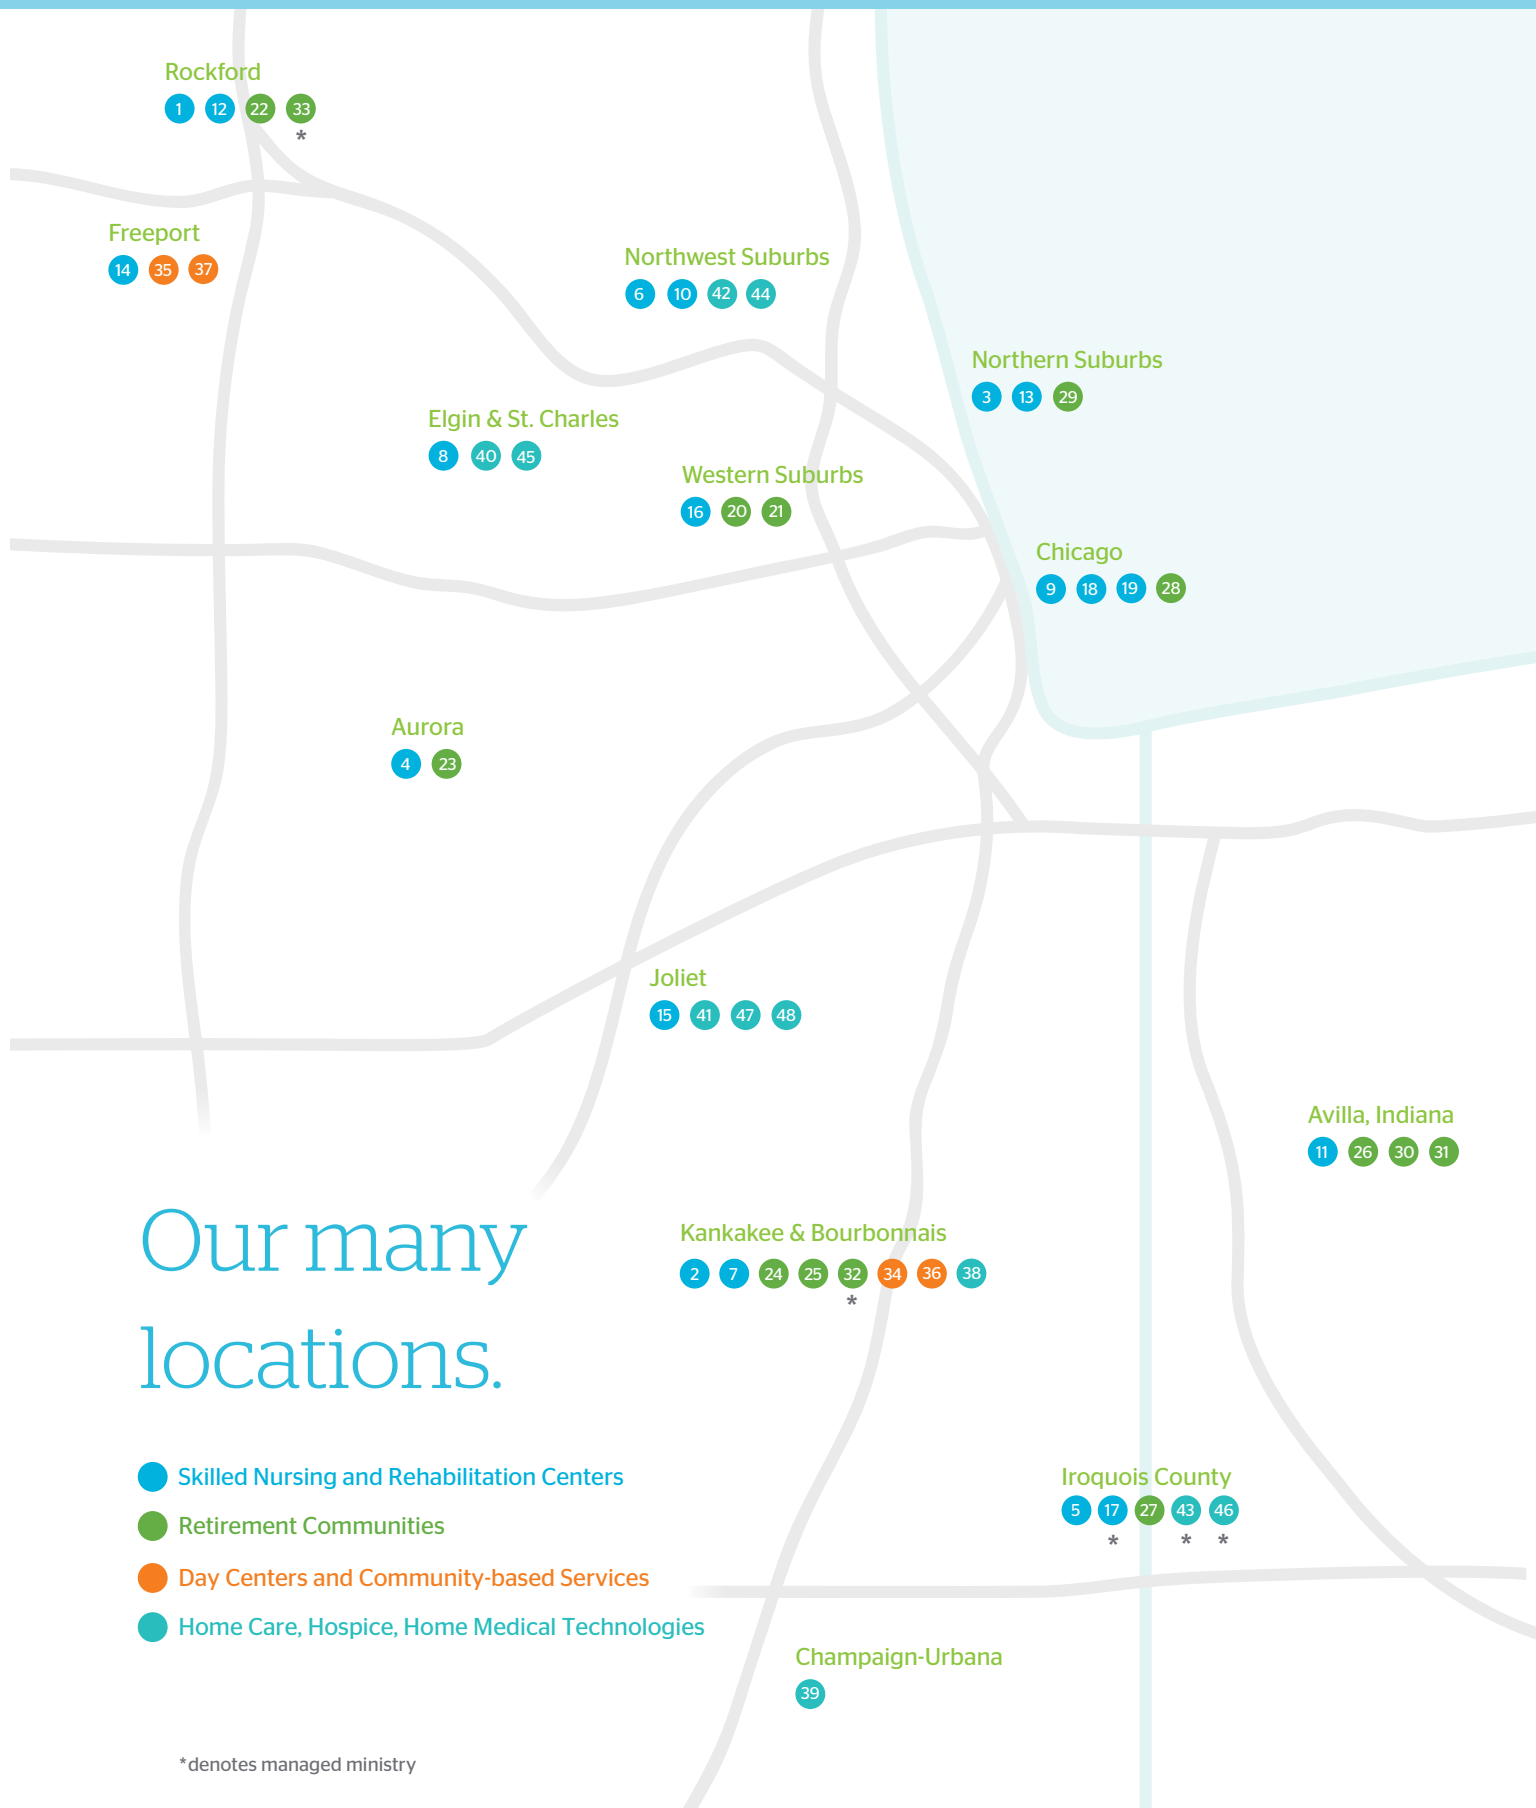 Rockford
1 12 22 33
*
Freeport
14 35 37
Northwest Suburbs
6 10 42 44
Northern Suburbs
3 13 29
Elgin & St. Charles
8 40 45
Western Suburbs
16 20 21
Chicago
9 18 19 28
Aurora
4 23
Joliet
15 41 47 48
Avilla, Indiana
11 26 30 31
Kankakee & Bourbonnais
2 7 24 25 32 34 36 38
*
Our many
locations.
Skilled Nursing and Rehabilitation Centers
Retirement Communities
Day Centers and Community-based Services
Home Care, Hospice, Home Medical Technologies
Iroquois County
5 17 27 43 46
* * *
Champaign-Urbana
39
*denotes managed ministry